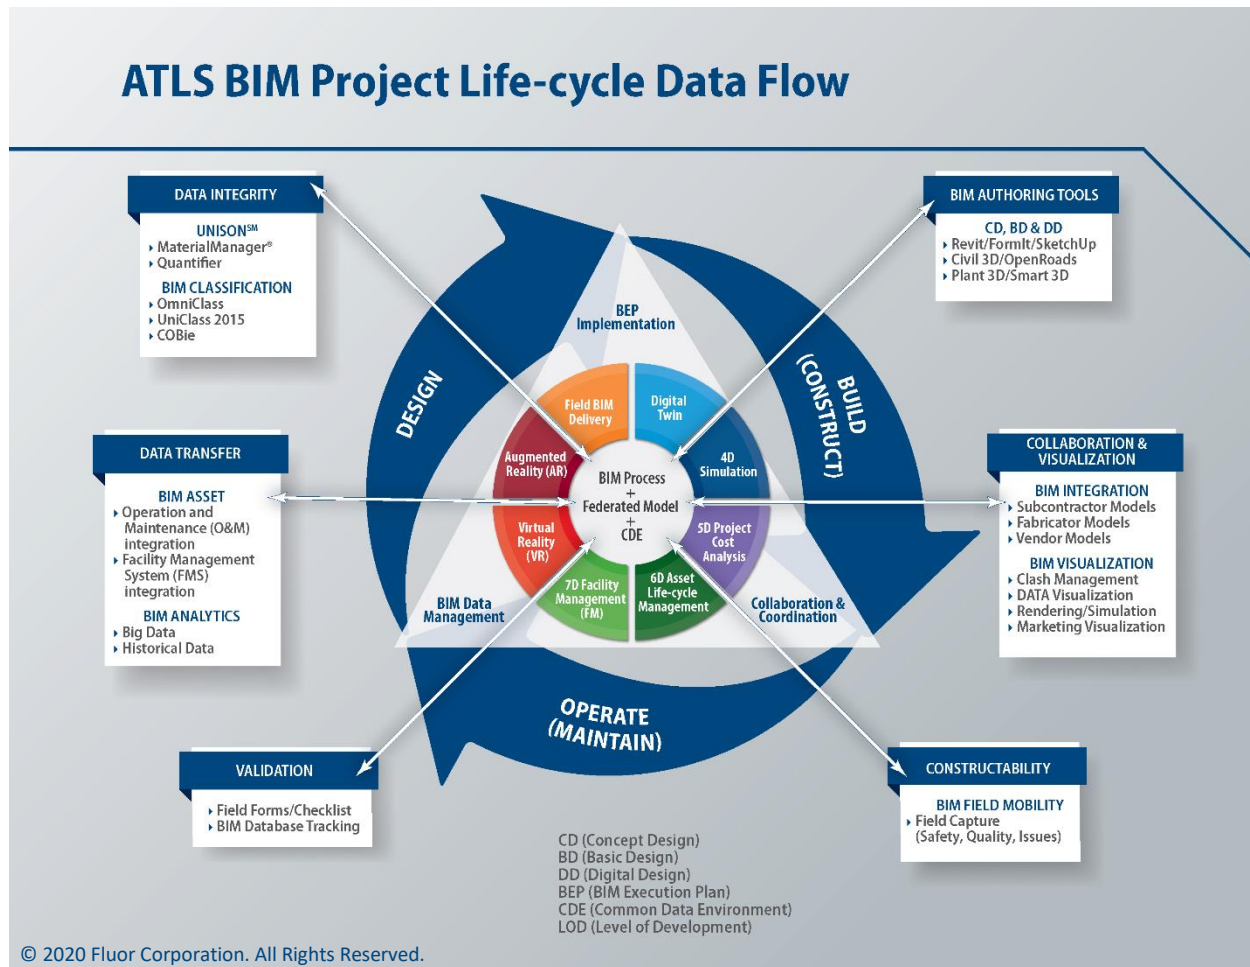 ATLS BIM Project Life-cycle Data Flow
DATA INTEGRITY
UNISON℠
MaterialManager®
Quantifier
BIM CLASSIFICATION
OmniClass
UniClass 2015
COBie
BIM AUTHORING TOOLS
CD, BD & DD
Revit/FormIt/SketchUp
Civil 3D/OpenRoads
Plant 3D/Smart 3D
DATA TRANSFER
BIM ASSET
Operation and
Maintenance (O&M)
integration
Facility Management
System (FMS)
integration
BIM ANALYTICS
Big Data
Historical Data
COLLABORATION &
VISUALIZATION
BIM INTEGRATION
Subcontractor Models
Fabricator Models
Vendor Models
BIM VISUALIZATION
Clash Management
DATA Visualization
Rendering/Simulation
Marketing Visualization
VALIDATION
Field Forms/Checklist
BIM Database Tracking
CONSTRUCTABILITY
BIM FIELD MOBILITY
Field Capture
(Safety, Quality, Issues)
DESIGN
BUILD
(CONSTRUCT)
OPERATE
(MAINTAIN)
BEP
Implementation
BIM Data
Management
Collaboration &
Coordination
Field BIM
Delivery
Digital
Twin
4D
Simulation
5D Project
Cost
Analysis
6D Asset
Life-cycle
Management
7D Facility
Management
(FM)
Virtual
Reality
(VR)
Augmented
Reality (AR)
BIM Process
+
Federated Model
+
CDE
CD (Concept Design)
BD (Basic Design)
DD (Digital Design)
BEP (BIM Execution Plan)
CDE (Common Data Environment)
LOD (Level of Development)
© 2020 Fluor Corporation. All Rights Reserved.